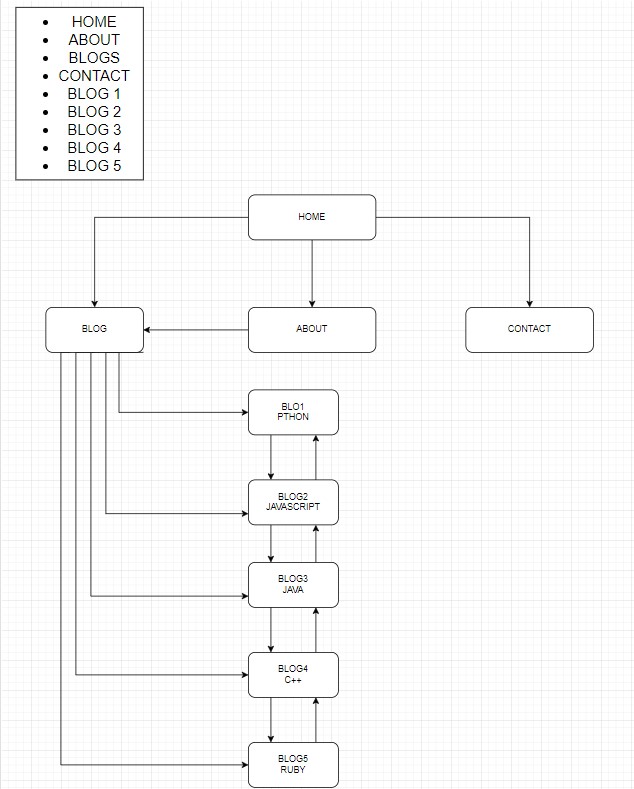 HOME
ABOUT
BLOGS
CONTACT
BLOG 1
BLOG 2
BLOG 3
BLOG 4
BLOG 5
HOME
BLOG
ABOUT
CONTACT
BLO1
PTHON
BLOG2
JAVASCRIPT
BLOG3
JAVA
BLOG4
C++
BLOG5
RUBY